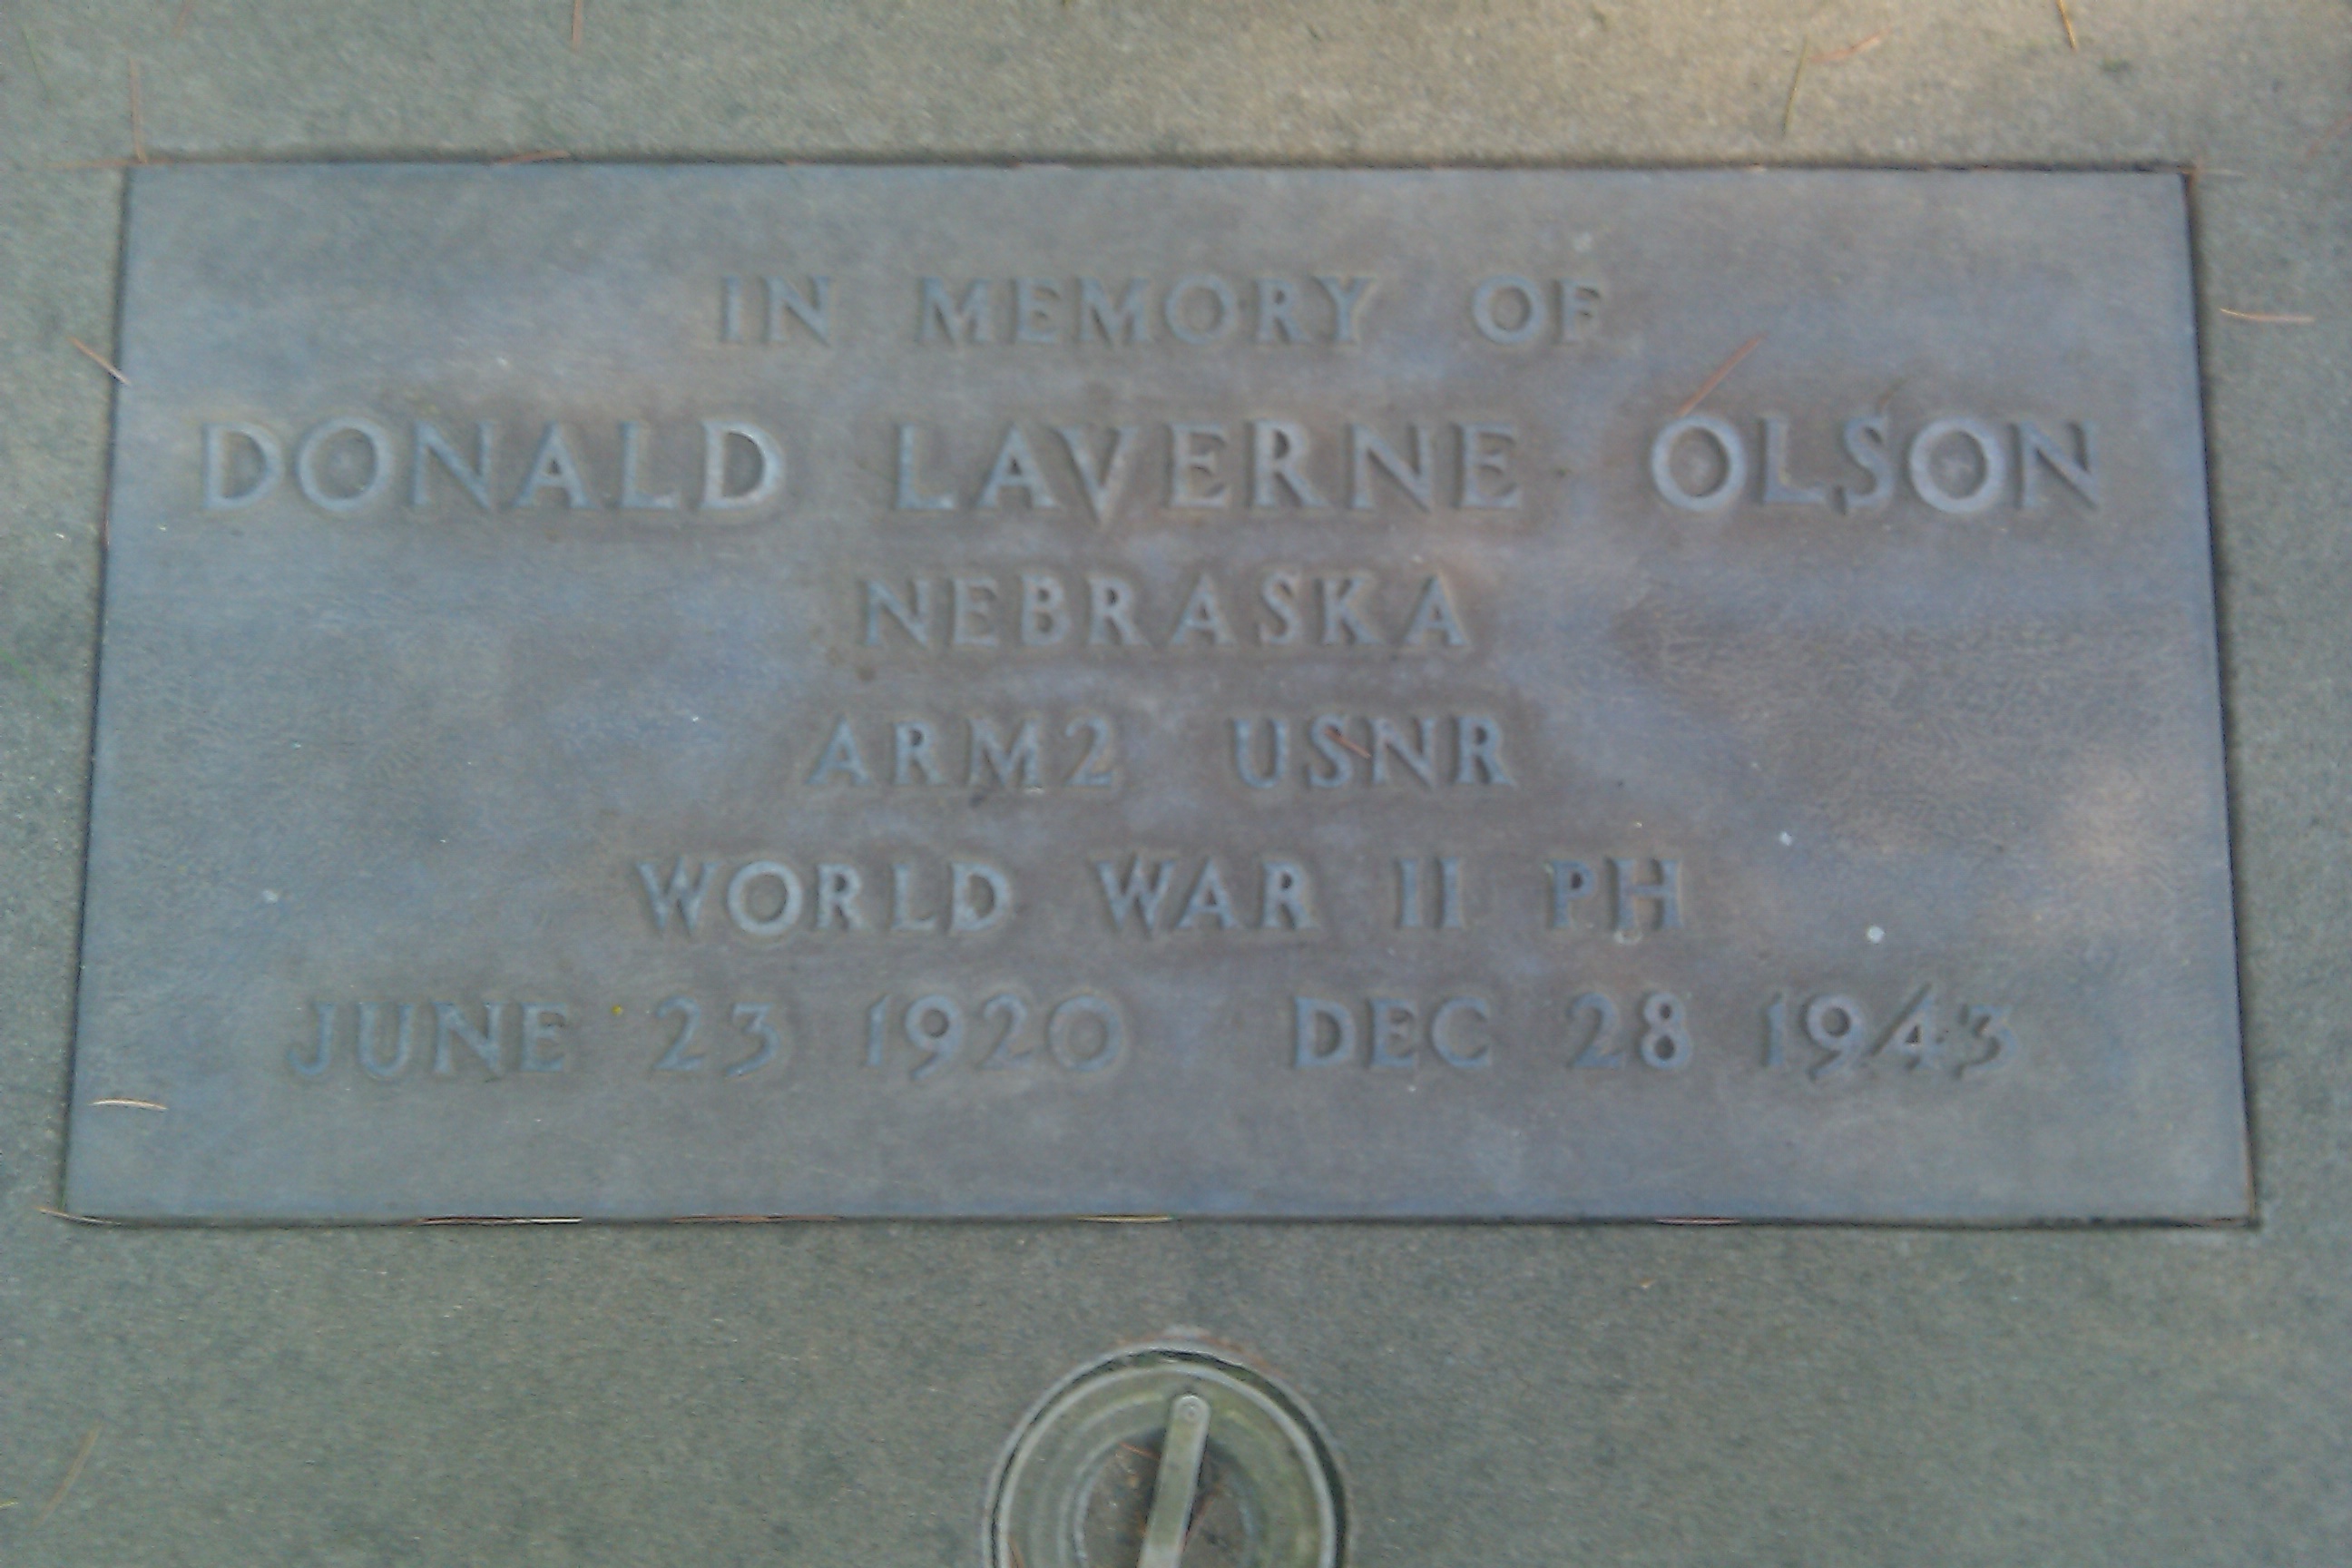 IN MEMORY OF
DONALD LAVERNE OLSON
NEBRASKA
ARM2 USNR
WORLD WAR II PH
JUNE 23 1920 DEC 28 1943